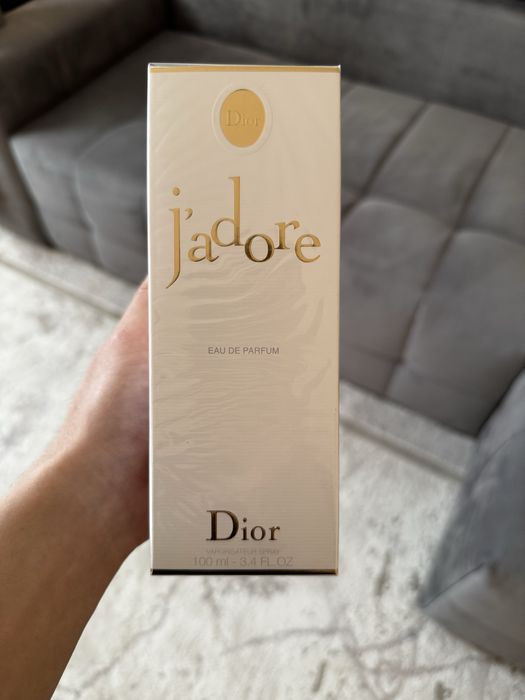 Dior
j'adore
EAU DE PARFUM
Dior
VAPORISATEUR SPRAY
100 ml - 3.4 FL.OZ